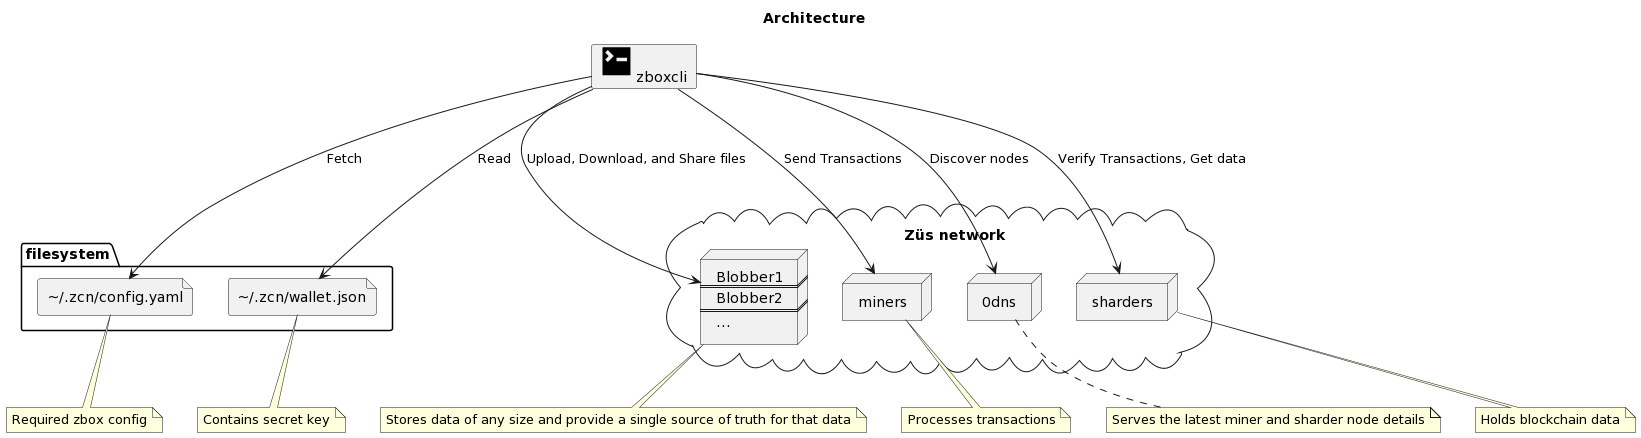 Architecture
zboxcli
Fetch
Read
Upload, Download, and Share files
Send Transactions
Discover nodes
Verify Transactions, Get data
filesystem
~/.zcn/config.yaml
~/.zcn/wallet.json
Züs network
Blobber1
Blobber2
...
miners
0dns
sharders
Required zbox config
Contains secret key
Stores data of any size and provide a single source of truth for that data
Processes transactions
Serves the latest miner and sharder node details
Holds blockchain data